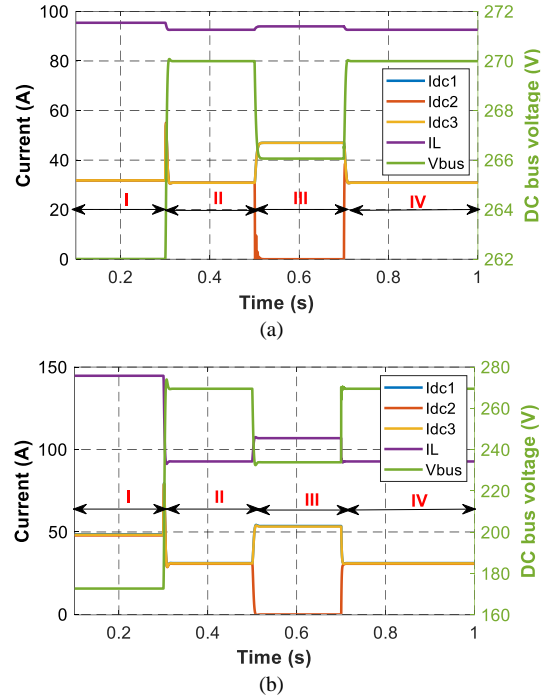 100
80
60
40
20
0
Current (A)
272
270
268
266
264
262
DC bus voltage (V)
Idc1
Idc2
Idc3
IL
Vbus
I
II
III
IV
0.2
0.4
0.6
0.8
1
Time (s)
(a)
150
100
50
0
Current (A)
280
260
240
220
200
180
160
DC bus voltage (V)
Idc1
Idc2
Idc3
IL
Vbus
I
II
III
IV
0.2
0.4
0.6
0.8
1
Time (s)
(b)